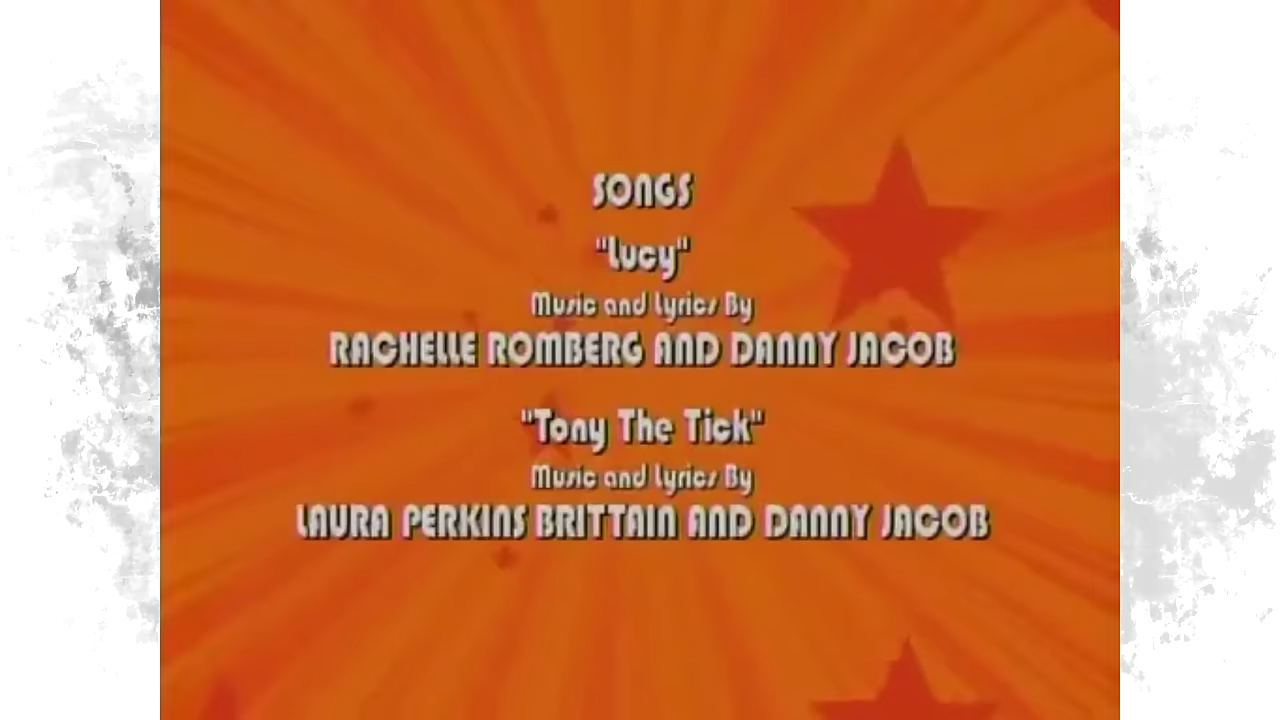 SONGS
"Lucy"
Music and Lyrics By
RACHELLE ROMBERG AND DANNY JACOB
"Tony The Tick"
Music and Lyrics By
LAURA PERKINS BRITTAIN AND DANNY JACOB